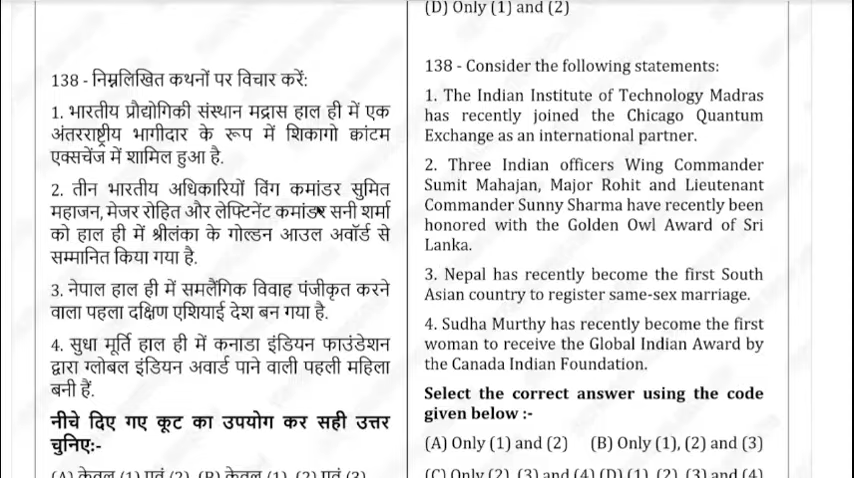 138 - निम्नलिखित कथनों पर विचार करें:
1. भारतीय प्रौद्योगिकी संस्थान मद्रास हाल ही में एक
अंतरराष्ट्रीय भागीदार के रूप में शिकागो क्वांटम
एक्सचेंज में शामिल हुआ है.
2. तीन भारतीय अधिकारियों विंग कमांडर सुमित
महाजन, मेजर रोहित और लेफ्टिनेंट कमांडर सनी शर्मा
को हाल ही में श्रीलंका के गोल्डन आउल अवॉर्ड से
सम्मानित किया गया है.
3. नेपाल हाल ही में समलैंगिक विवाह पंजीकृत करने
वाला पहला दक्षिण एशियाई देश बन गया है.
4. सुधा मूर्ति हाल ही में कनाडा इंडियन फाउंडेशन
द्वारा ग्लोबल इंडियन अवार्ड पाने वाली पहली महिला
बनी हैं.
नीचे दिए गए कूट का उपयोग कर सही उत्तर
चुनिए:-
(A) केवल (1) एवं (2) (B) केवल (1), (2) एवं (3)
(D) Only (1) and (2)
138 - Consider the following statements:
1. The Indian Institute of Technology Madras
has recently joined the Chicago Quantum
Exchange as an international partner.
2. Three Indian officers Wing Commander
Sumit Mahajan, Major Rohit and Lieutenant
Commander Sunny Sharma have recently been
honored with the Golden Owl Award of Sri
Lanka.
3. Nepal has recently become the first South
Asian country to register same-sex marriage.
4. Sudha Murthy has recently become the first
woman to receive the Global Indian Award by
the Canada Indian Foundation.
Select the correct answer using the code
given below :-
(A) Only (1) and (2) (B) Only (1), (2) and (3)
(C) Only (2), (3) and (4) (D) (1), (2), (3) and (4)